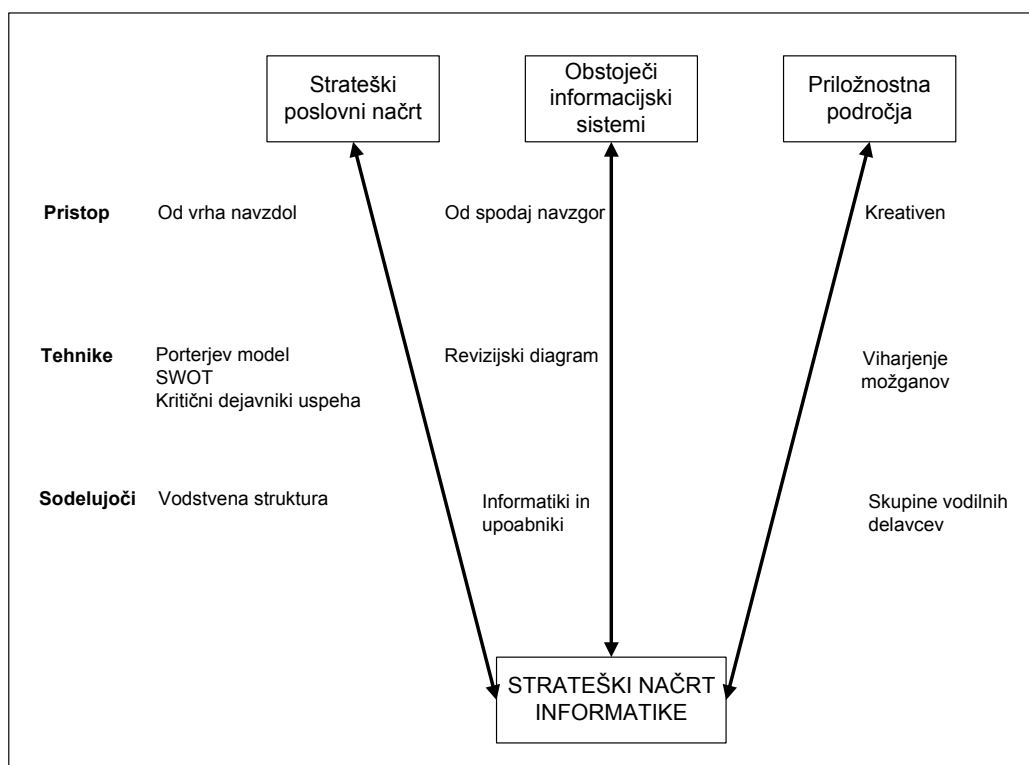 Strateški
poslovni načrt
Obstoječi
informacijski
sistemi
Priložnostna
področja
Pristop
Od vrha navzdol
Od spodaj navzgor
Kreativen
Tehnike
Porterjev model
SWOT
Kritični dejavniki uspeha
Revizijski diagram
Viharjenje
možganov
Sodelujoči
Vodstvena struktura
Informatiki in
upoabniki
Skupine vodilnih
delavcev
STRATEŠKI NAČRT
INFORMATIKE